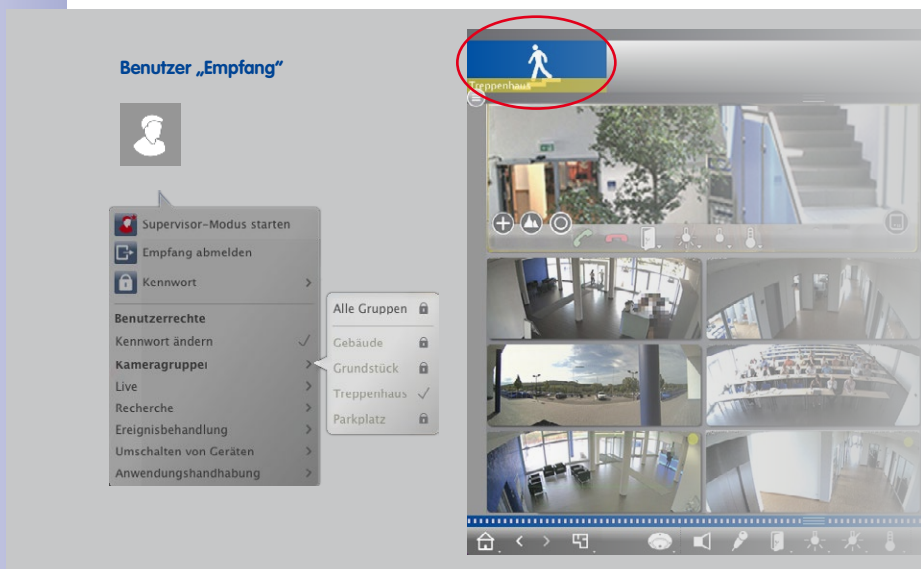 Benutzer „Empfang“
Supervisor-Modus starten
Empfang abmelden
Kennwort
Benutzerrechte
Kennwort ändern
Kameragruppe
Live
Recherche
Ereignisbehandlung
Umschalten von Geräten
Anwendungshandhabung
Alle Gruppen
Gebäude
Grundstück
Treppenhaus
Parkplatz
Treppenhaus